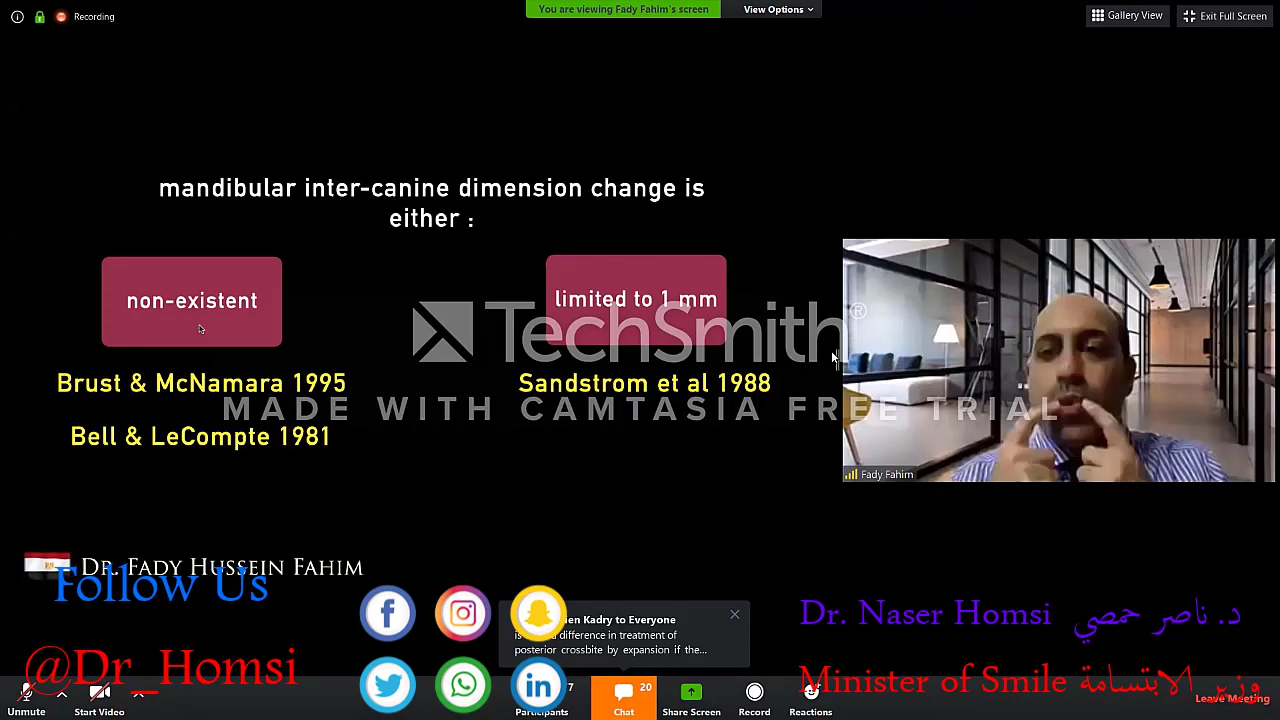 Recording
You are viewing Fady Fahim's screen
View Options
Gallery View
Exit Full Screen
mandibular inter-canine dimension change is
either :
non-existent
limited to 1 mm
TechSmith®
Brust & McNamara 1995
Sandstrom et al 1988
MADE WITH CAMTASIA FREE TRIAL
Bell & LeCompte 1981
Fady Fahim
Dr. Fady Hussein Fahim
Follow Us
Kadry to Everyone
difference in treatment of
posterior crossbite by expansion if the...
Dr. Naser Homsi د. ناصر حمصي
@Dr_Homsi
Minister of Smile وزير الابتسامة
Unmute
Start Video
7
Participants
20
Chat
Share Screen
Record
Reactions
Leave Meeting